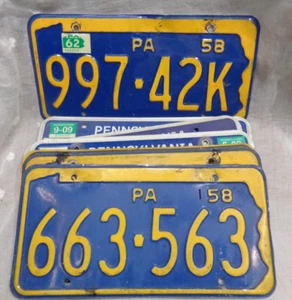 62
PA 58
997·42K
9-09
PENNSYLVANIA
PENNSYLVANIA
PA 58
663·563